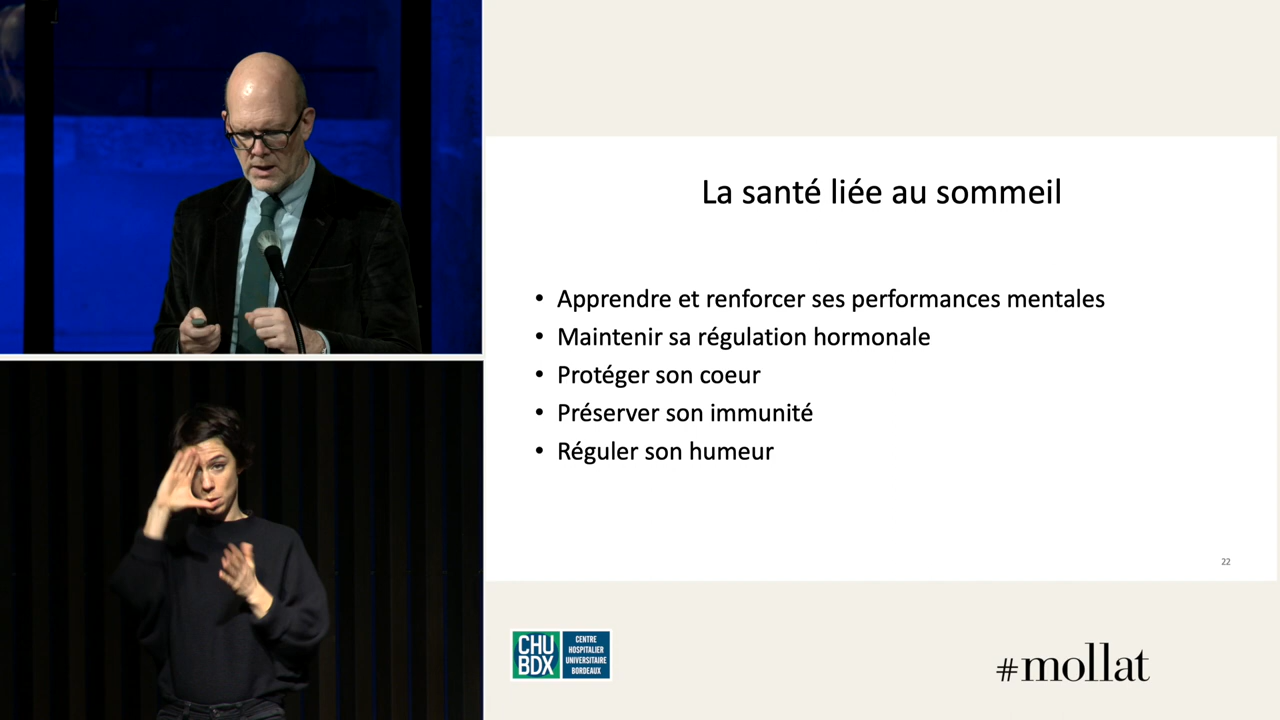 La santé liée au sommeil
• Apprendre et renforcer ses performances mentales
• Maintenir sa régulation hormonale
• Protéger son coeur
• Préserver son immunité
• Réguler son humeur
22
CHU
BDX
CENTRE
HOSPITALIER
UNIVERSITAIRE
BORDEAUX
#mollat